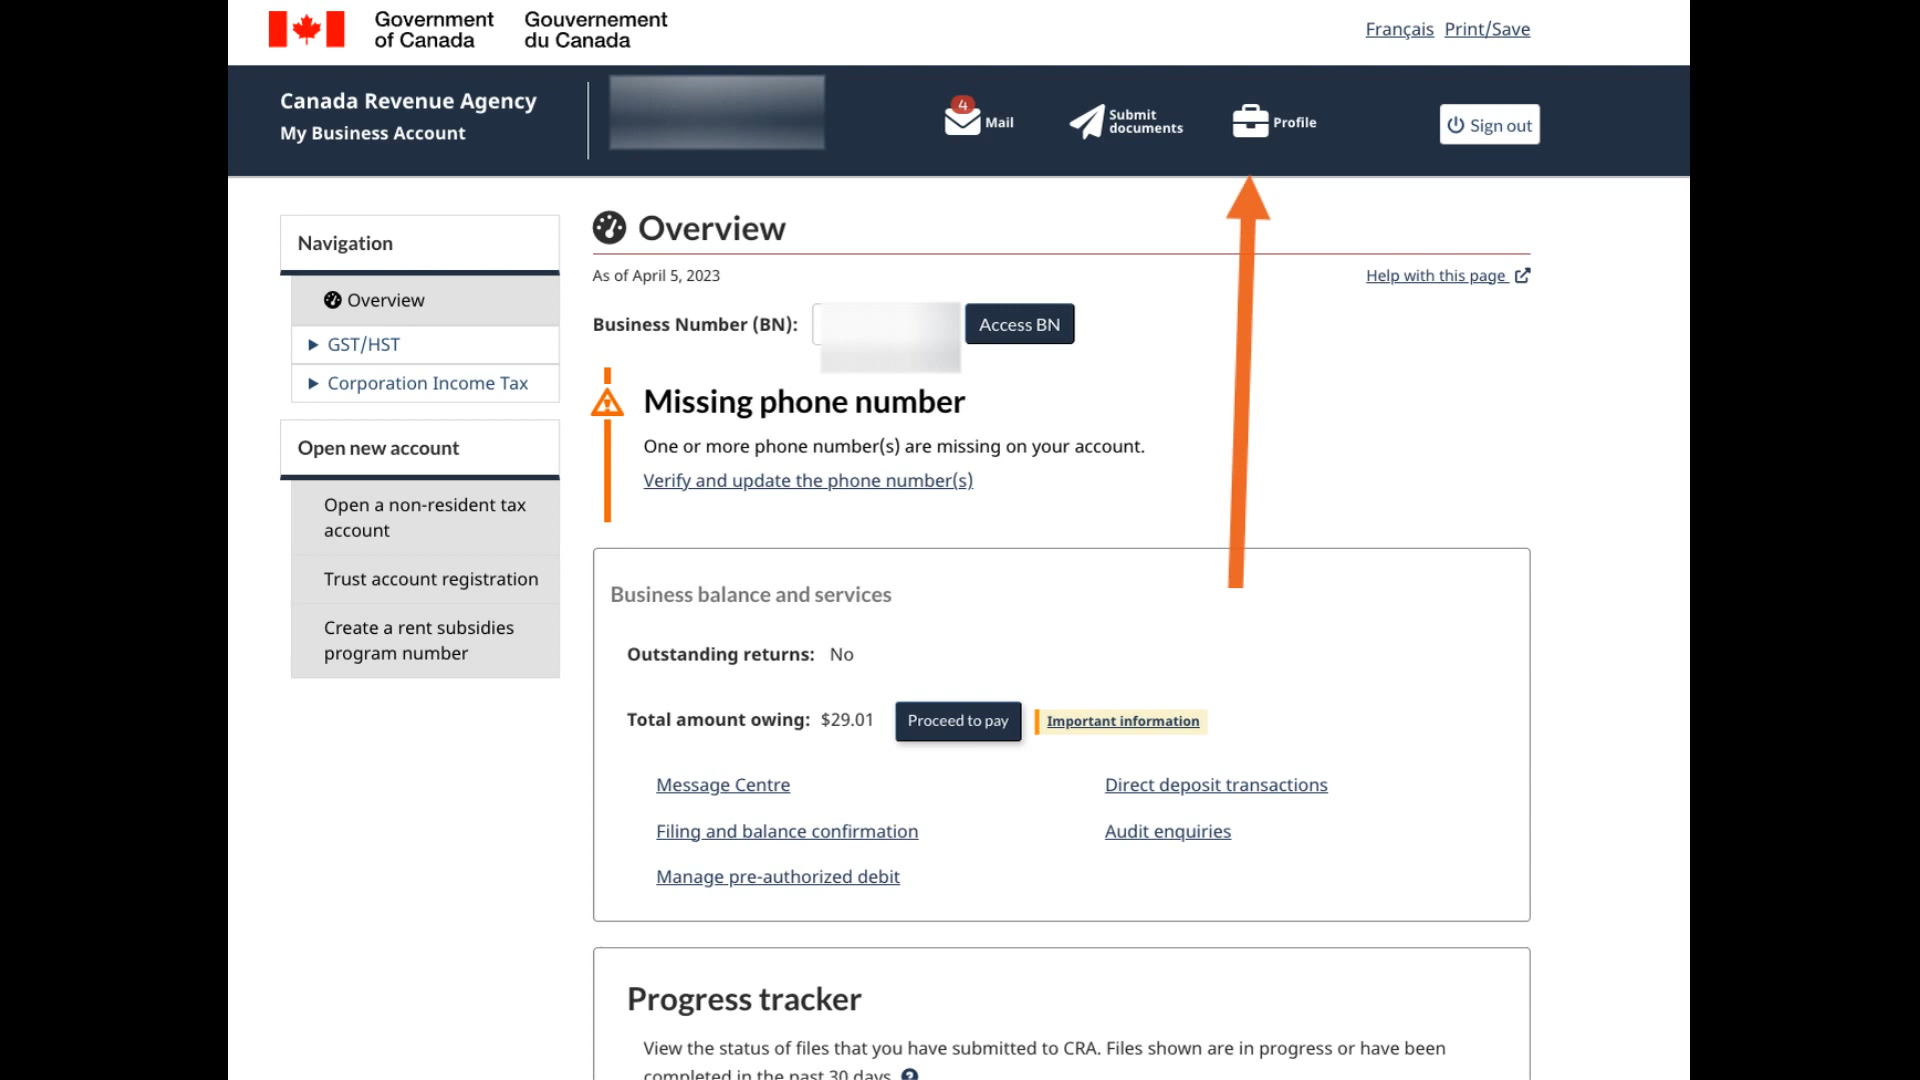 Government
of Canada
Gouvernement
du Canada
Français Print/Save
Canada Revenue Agency
My Business Account
4
Mail
Submit
documents
Profile
Sign out
Navigation
Overview
GST/HST
Corporation Income Tax
Open new account
Open a non-resident tax
account
Trust account registration
Create a rent subsidies
program number
Overview
As of April 5, 2023
Help with this page
Business Number (BN):
Access BN
Missing phone number
One or more phone number(s) are missing on your account.
Verify and update the phone number(s)
Business balance and services
Outstanding returns: No
Total amount owing: $29.01
Proceed to pay
Important information
Message Centre
Direct deposit transactions
Filing and balance confirmation
Audit enquiries
Manage pre-authorized debit
Progress tracker
View the status of files that you have submitted to CRA. Files shown are in progress or have been
completed in the past 30 days. ?